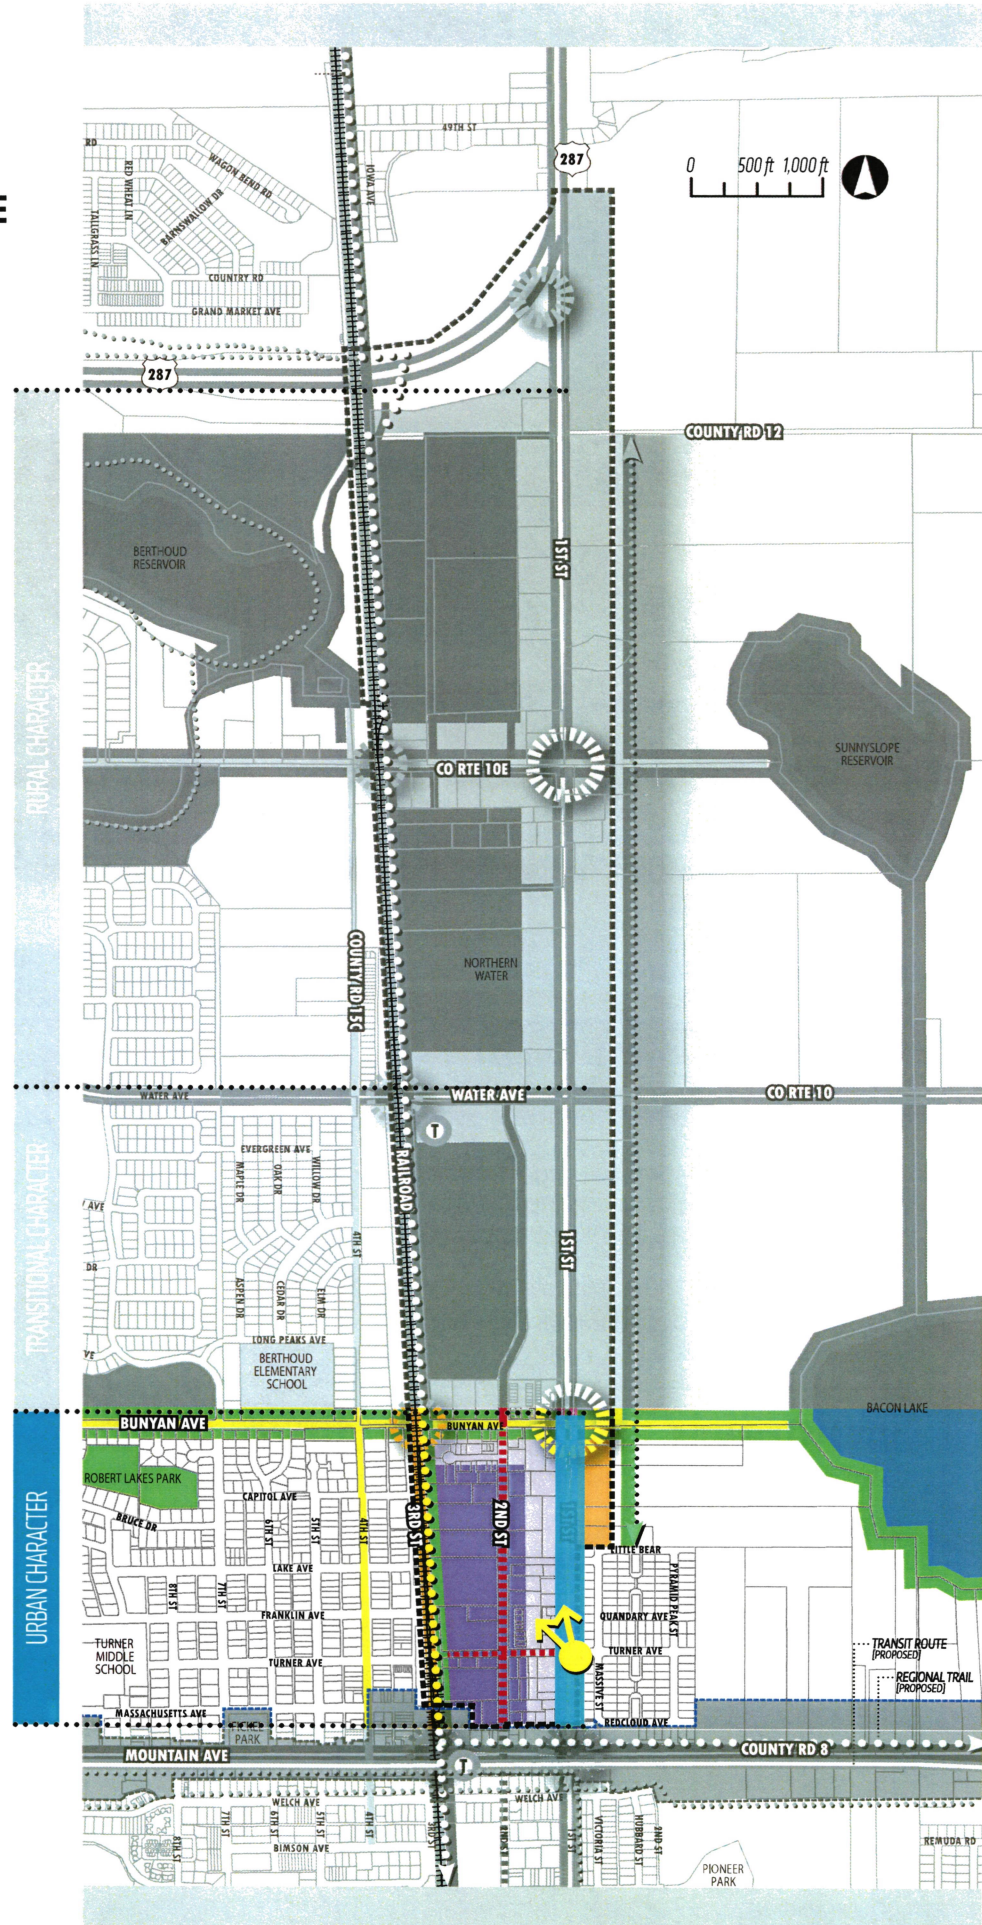 49TH ST
RD
RED WHEAT LN
WAGON BEND RD
BARNSWALLOW DR
TALLGRASS LN
IOWA AVE
COUNTRY RD
GRAND MARKET AVE
287
0 500 ft 1,000 ft
287
COUNTY RD 12
BERTHOUD
RESERVOIR
1ST ST
RURAL CHARACTER
CO RTE 10E
SUNNYSLOPE
RESERVOIR
COUNTY RD 15C
NORTHERN
WATER
WATER AVE
WATER AVE
CO RTE 10
T
TRANSITIONAL CHARACTER
RAILROAD
EVERGREEN AVE
MAPLE DR
OAK DR
WILLOW DR
AVE
DR
4TH ST
1ST ST
ASPEN DR
CEDAR DR
ELM DR
LONG PEAKS AVE
VE
BERTHOUD
ELEMENTARY
SCHOOL
BACON LAKE
BUNYAN AVE
BUNYAN AVE
URBAN CHARACTER
ROBERT LAKES PARK
CAPITOL AVE
BRUCE DR
6TH ST
5TH ST
4TH ST
3RD ST
2ND ST
1ST ST
LITTLE BEAR
LAKE AVE
8TH ST
7TH ST
PYRAMID PEAK ST
FRANKLIN AVE
QUANDARY AVE
TURNER
MIDDLE
SCHOOL
TURNER AVE
TURNER AVE
MASSIVE ST
TRANSIT ROUTE
[PROPOSED]
REGIONAL TRAIL
[PROPOSED]
MASSACHUSETTS AVE
FICKEL
PARK
REDCLOUD AVE
MOUNTAIN AVE
COUNTY RD 8
T
WELCH AVE
WELCH AVE
8TH ST
7TH ST
6TH ST
5TH ST
4TH ST
3RD ST
BIMSON AVE
2ND ST
1ST ST
VICTORIA ST
HUBBARD ST
2ND ST
REMUDA RD
PIONEER
PARK